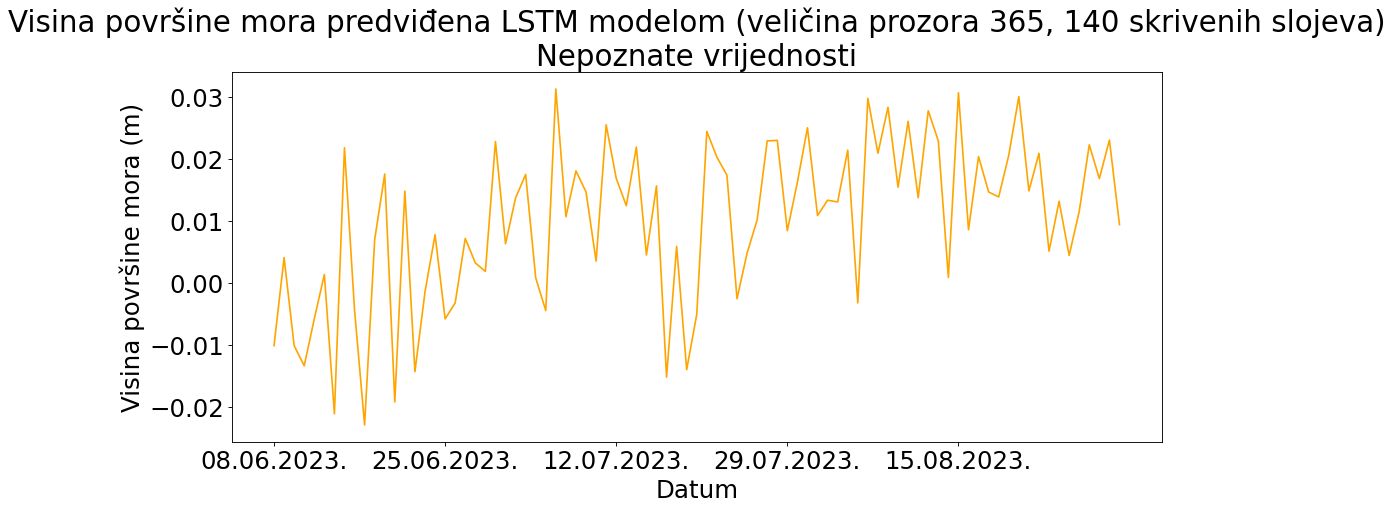 Visina površine mora predviđena LSTM modelom (veličina prozora 365, 140 skrivenih slojeva)
Nepoznate vrijednosti
Visina površine mora (m)
0.03
0.02
0.01
0.00
−0.01
−0.02
08.06.2023. 25.06.2023. 12.07.2023. 29.07.2023. 15.08.2023.
Datum